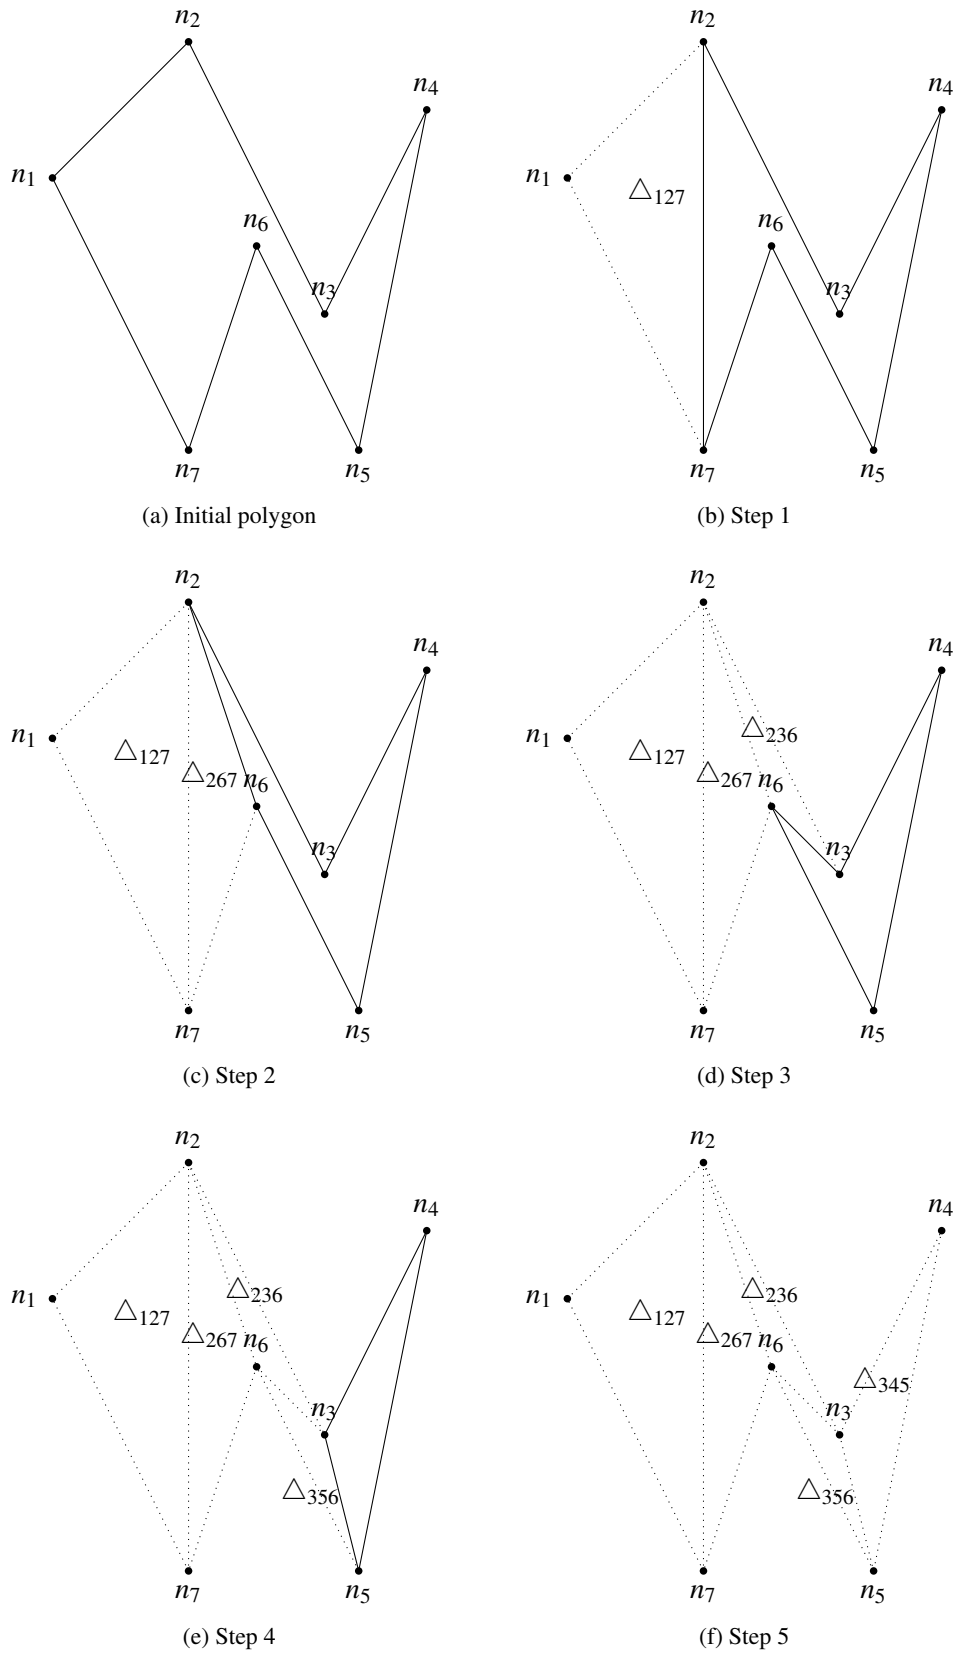 n2 n2
n4 n4
n1 n1
△127
n6 n6
n3 n3
n7 n5 n7 n5
(a) Initial polygon (b) Step 1
n2 n2
n4 n4
n1 n1
△236
△127 △127
△267 n6 △267 n6
n3 n3
n7 n5 n7 n5
(c) Step 2 (d) Step 3
n2 n2
n4 n4
n1 n1
△236 △236
△127 △127
△267 n6 △267 n6
△345
n3 n3
△356 △356
n7 n5 n7 n5
(e) Step 4 (f) Step 5